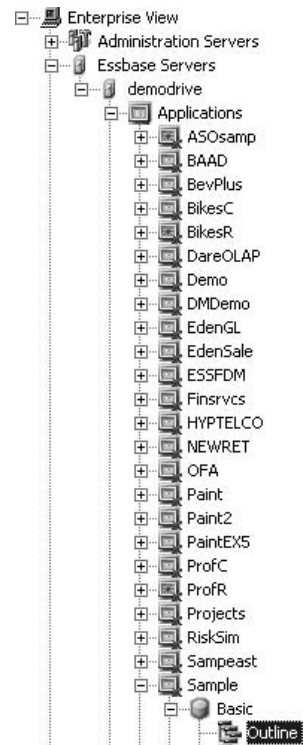 Enterprise View
Administration Servers
Essbase Servers
demodrive
Applications
ASOsamp
BAAD
BevPlus
BikesC
BikesR
DareOLAP
Demo
DMDemo
EdenGL
EdenSale
ESSFDM
Finsrvcs
HYPTELCO
NEWRET
OFA
Paint
Paint2
PaintEX5
ProfC
ProfR
Projects
RiskSim
Sampeast
Sample
Basic
Outline